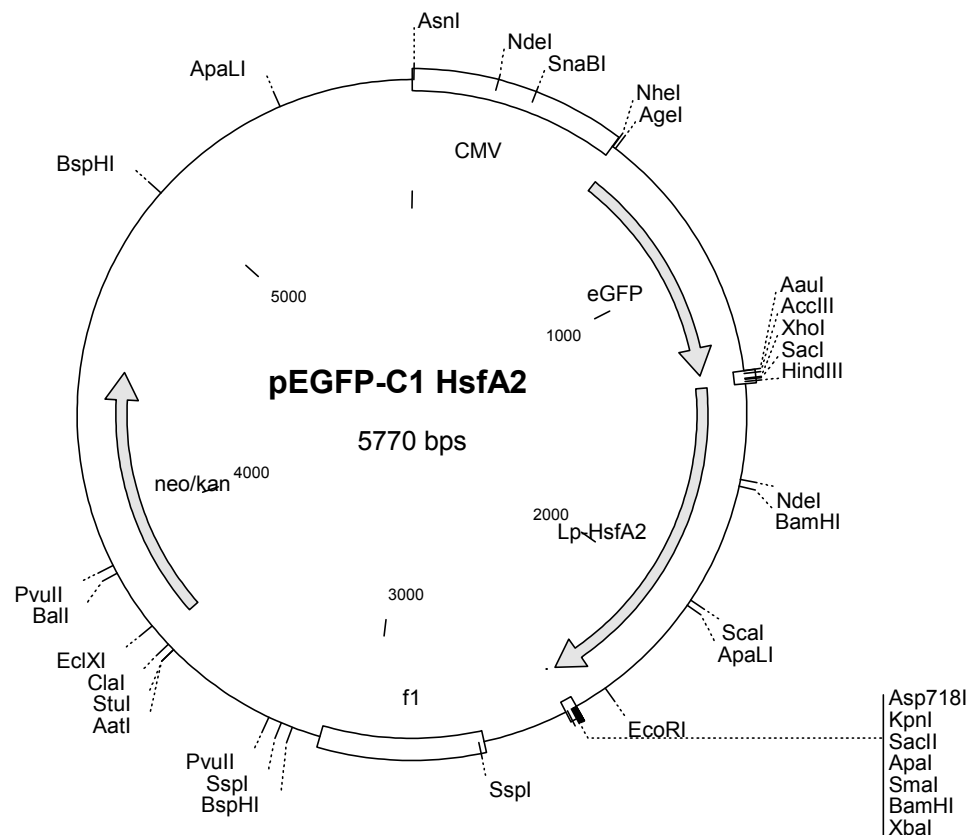 AsnI
NdeI
SnaBI
ApaLI
NheI
AgeI
CMV
BspHI
eGFP
5000
1000
AauI
AccIII
XhoI
SacI
HindIII
pEGFP-C1 HsfA2
5770 bps
neo/kan
4000
2000
Lp-HsfA2
NdeI
BamHI
PvuII
BalI
3000
ScaI
ApaLI
EclXI
ClaI
StuI
AatI
f1
EcoRI
Asp718I
KpnI
SacII
ApaI
SmaI
BamHI
XbaI
PvuII
SspI
BspHI
SspI